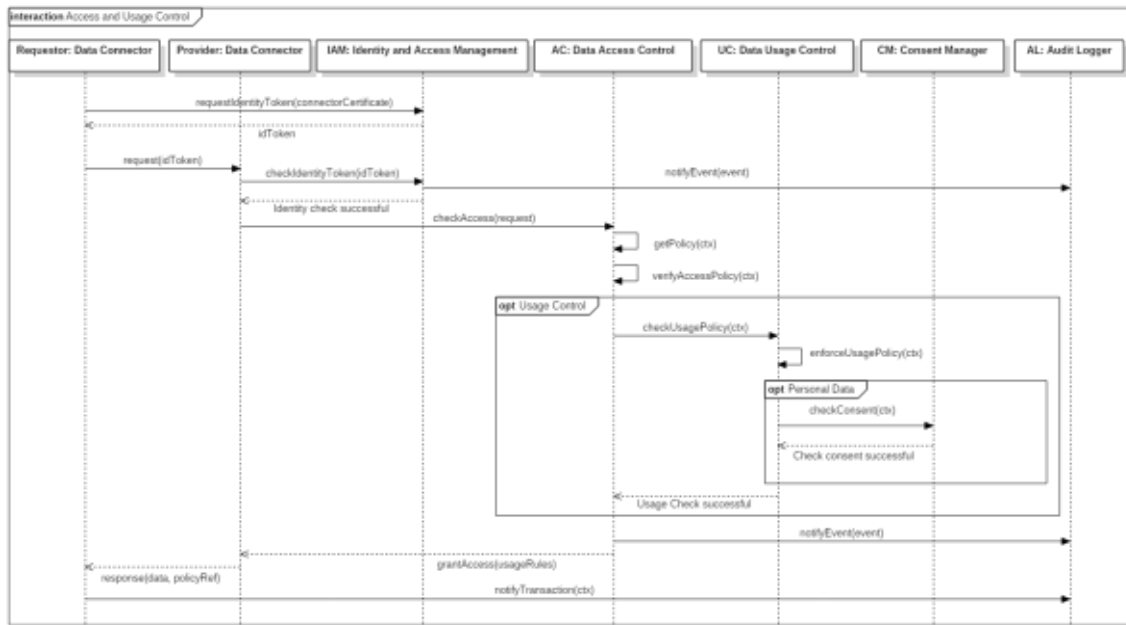 interaction Access and Usage Control
Requestor: Data Connector
Provider: Data Connector
IAM: Identity and Access Management
AC: Data Access Control
UC: Data Usage Control
CM: Consent Manager
AL: Audit Logger
requestIdentityToken(connectorCertificate)
idToken
request(idToken)
checkIdentityToken(idToken)
notifyEvent(event)
Identity check successful
checkAccess(request)
getPolicy(ctx)
verifyAccessPolicy(ctx)
opt Usage Control
checkUsagePolicy(ctx)
enforceUsagePolicy(ctx)
opt Personal Data
checkConsent(ctx)
Check consent successful
Usage Check successful
notifyEvent(event)
grantAccess(usageRules)
response(data, policyRef)
notifyTransaction(ctx)